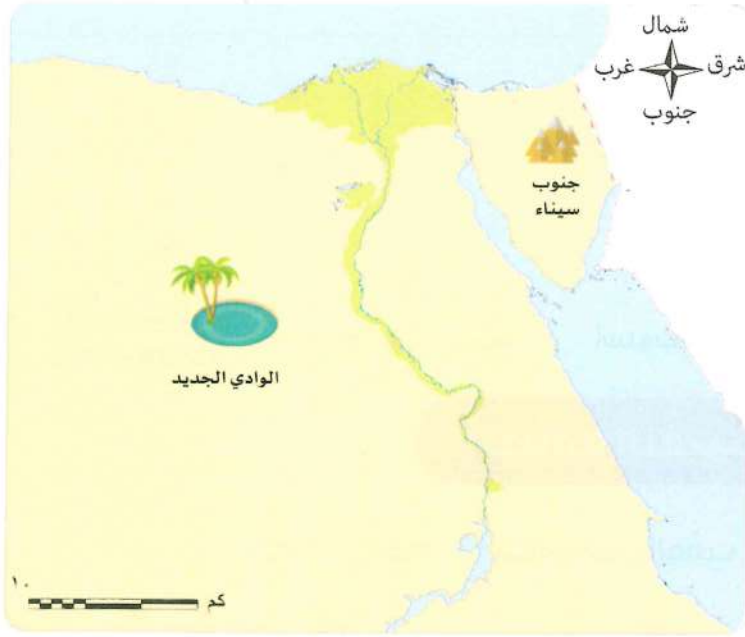 شمال
شرق
غرب
جنوب
جنوب
سيناء
الوادي الجديد
١٠
كم